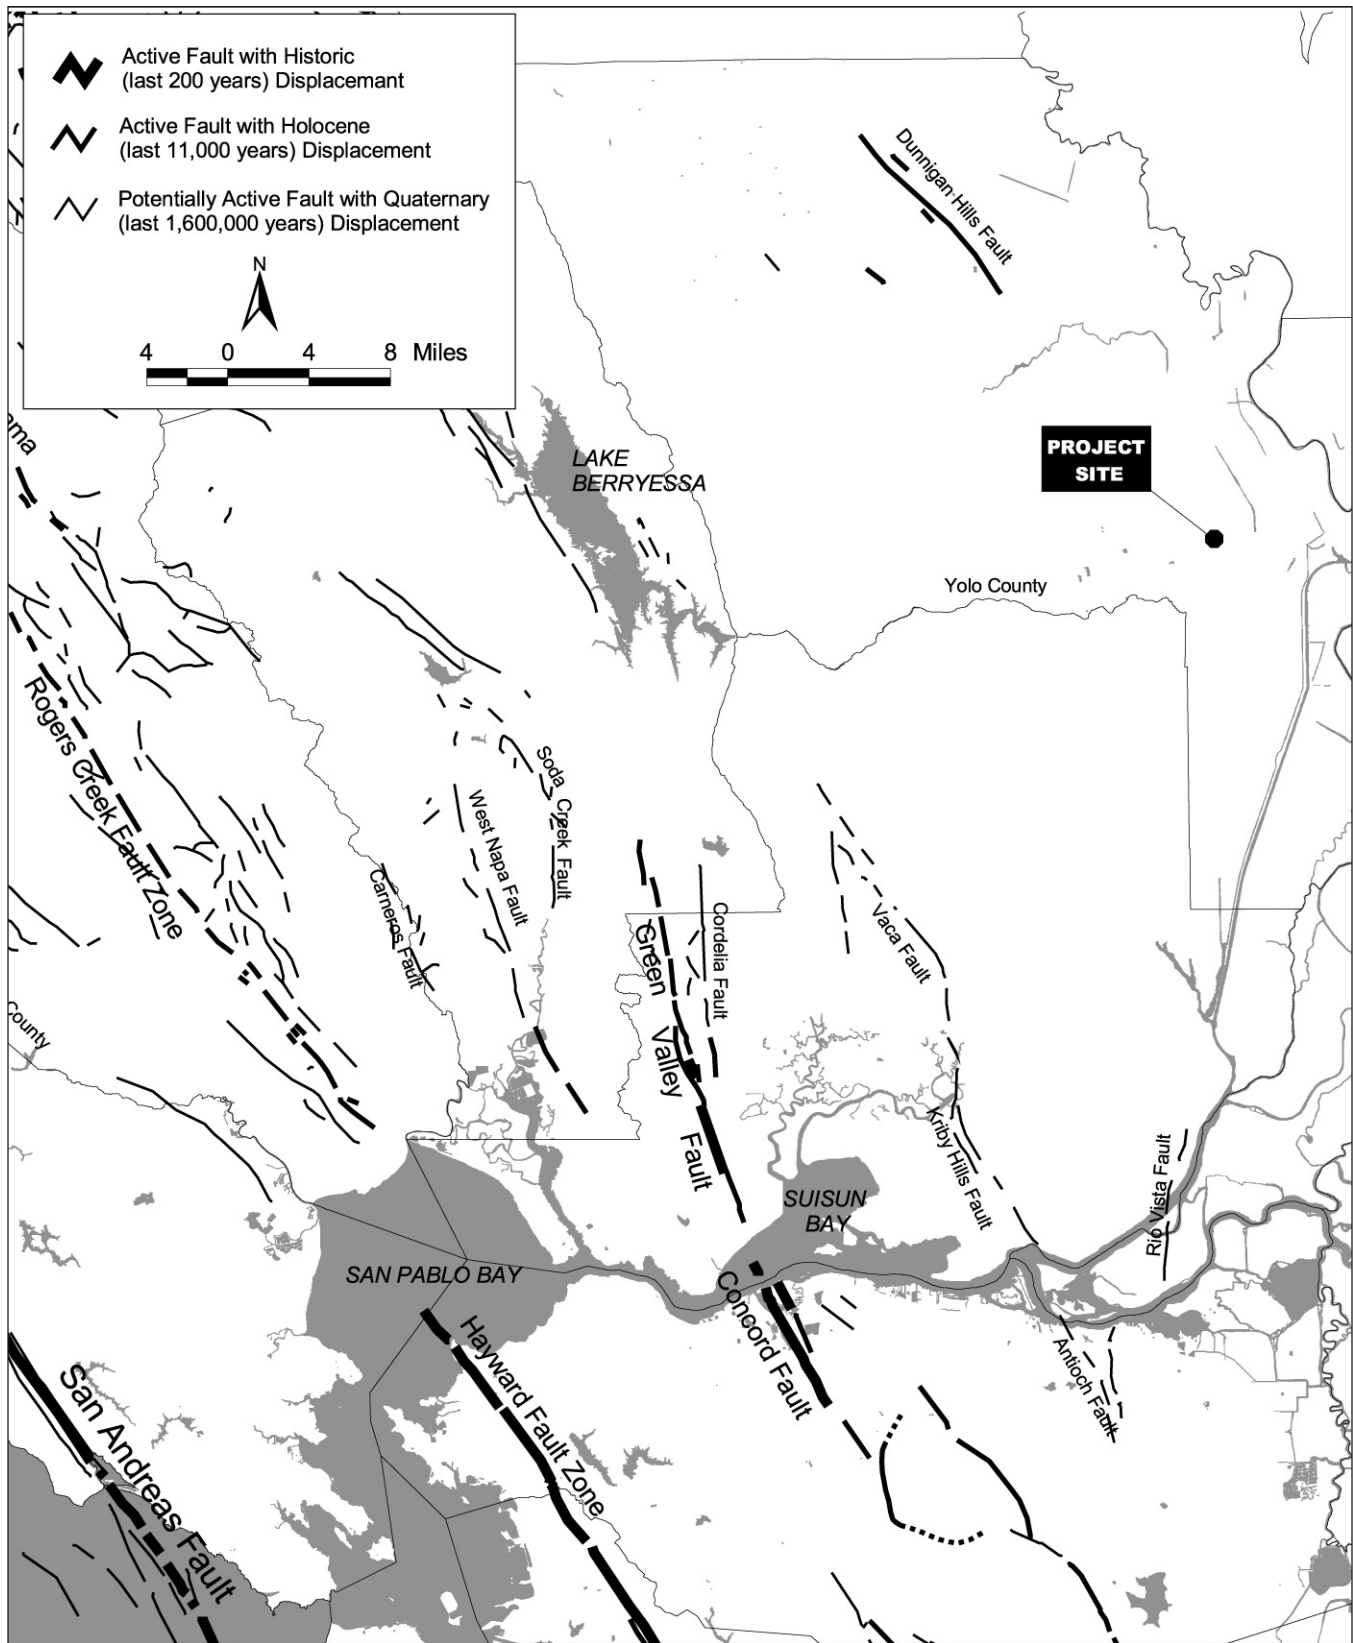 Active Fault with Historic
(last 200 years) Displacemant
Active Fault with Holocene
(last 11,000 years) Displacement
Potentially Active Fault with Quaternary
(last 1,600,000 years) Displacement
N
4 0 4 8 Miles
Dunnigan Hills Fault
ama
LAKE
BERRYESSA
PROJECT
SITE
Yolo County
Rogers Creek Fault Zone
Soda Creek Fault
West Napa Fault
Carneros Fault
Green Valley Fault
Cordelia Fault
Vaca Fault
County
Kriby Hills Fault
Rio Vista Fault
SUISUN
BAY
SAN PABLO BAY
Concord Fault
Hayward Fault Zone
Antioch Fault
San Andreas Fault